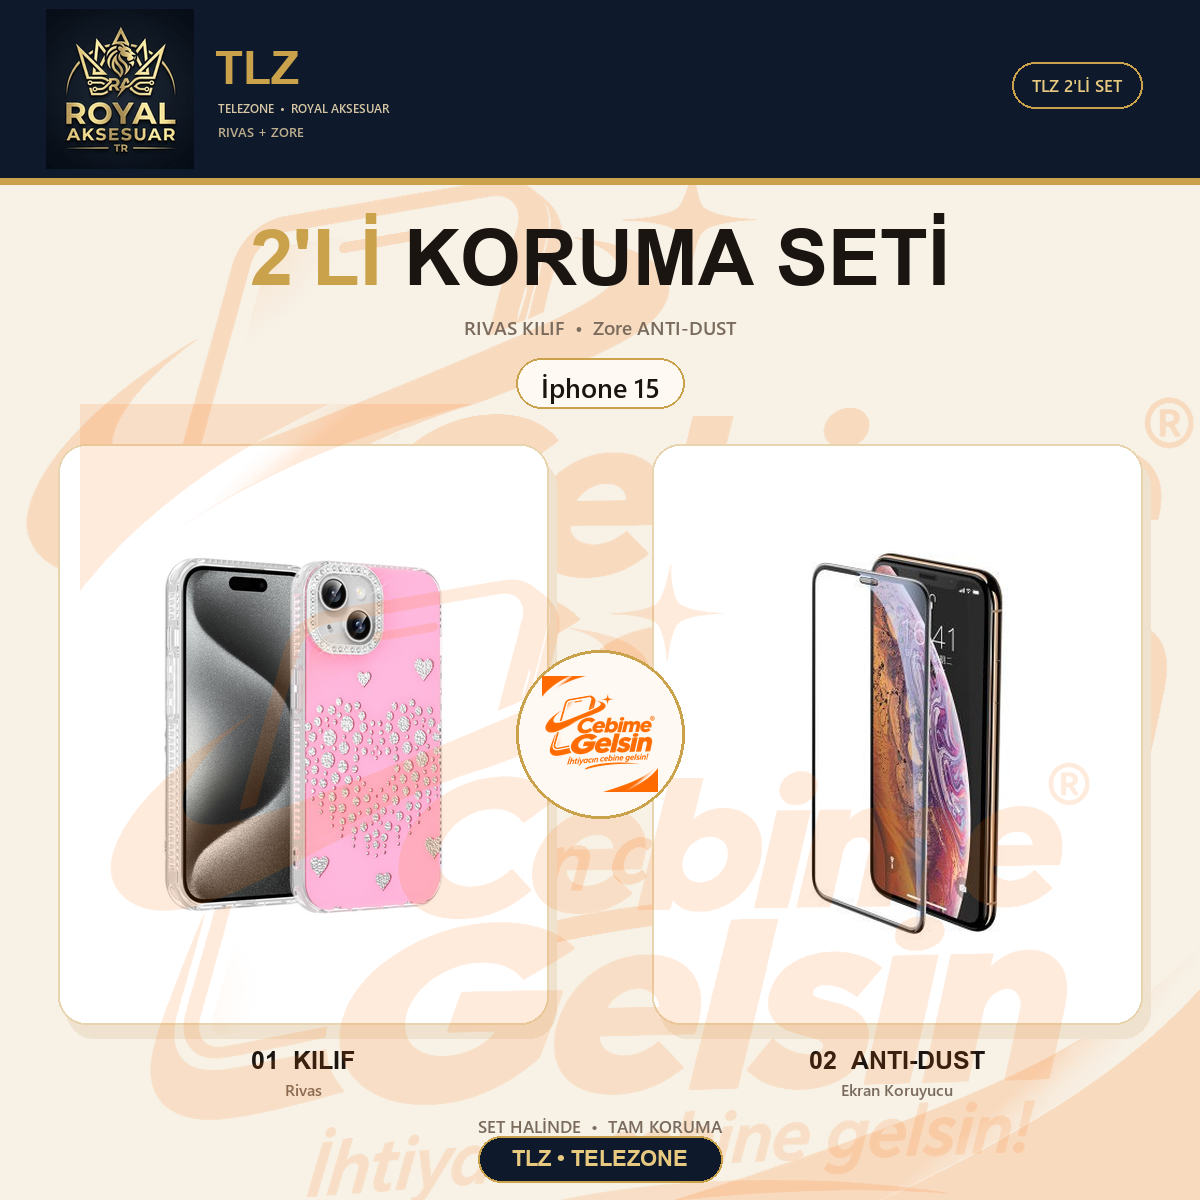 ROYAL
AKSESUAR
TR
TLZ
TELEZONE • ROYAL AKSESUAR
RIVAS + ZORE
TLZ 2'Lİ SET
2'Lİ KORUMA SETİ
RIVAS KILIF • Zore ANTI-DUST
İphone 15
Cebime®
Gelsin
İhtiyacın cebine gelsin!
Cebime®
Gelsin
01 KILIF
Rivas
02 ANTI-DUST
Ekran Koruyucu
SET HALİNDE • TAM KORUMA
TLZ • TELEZONE